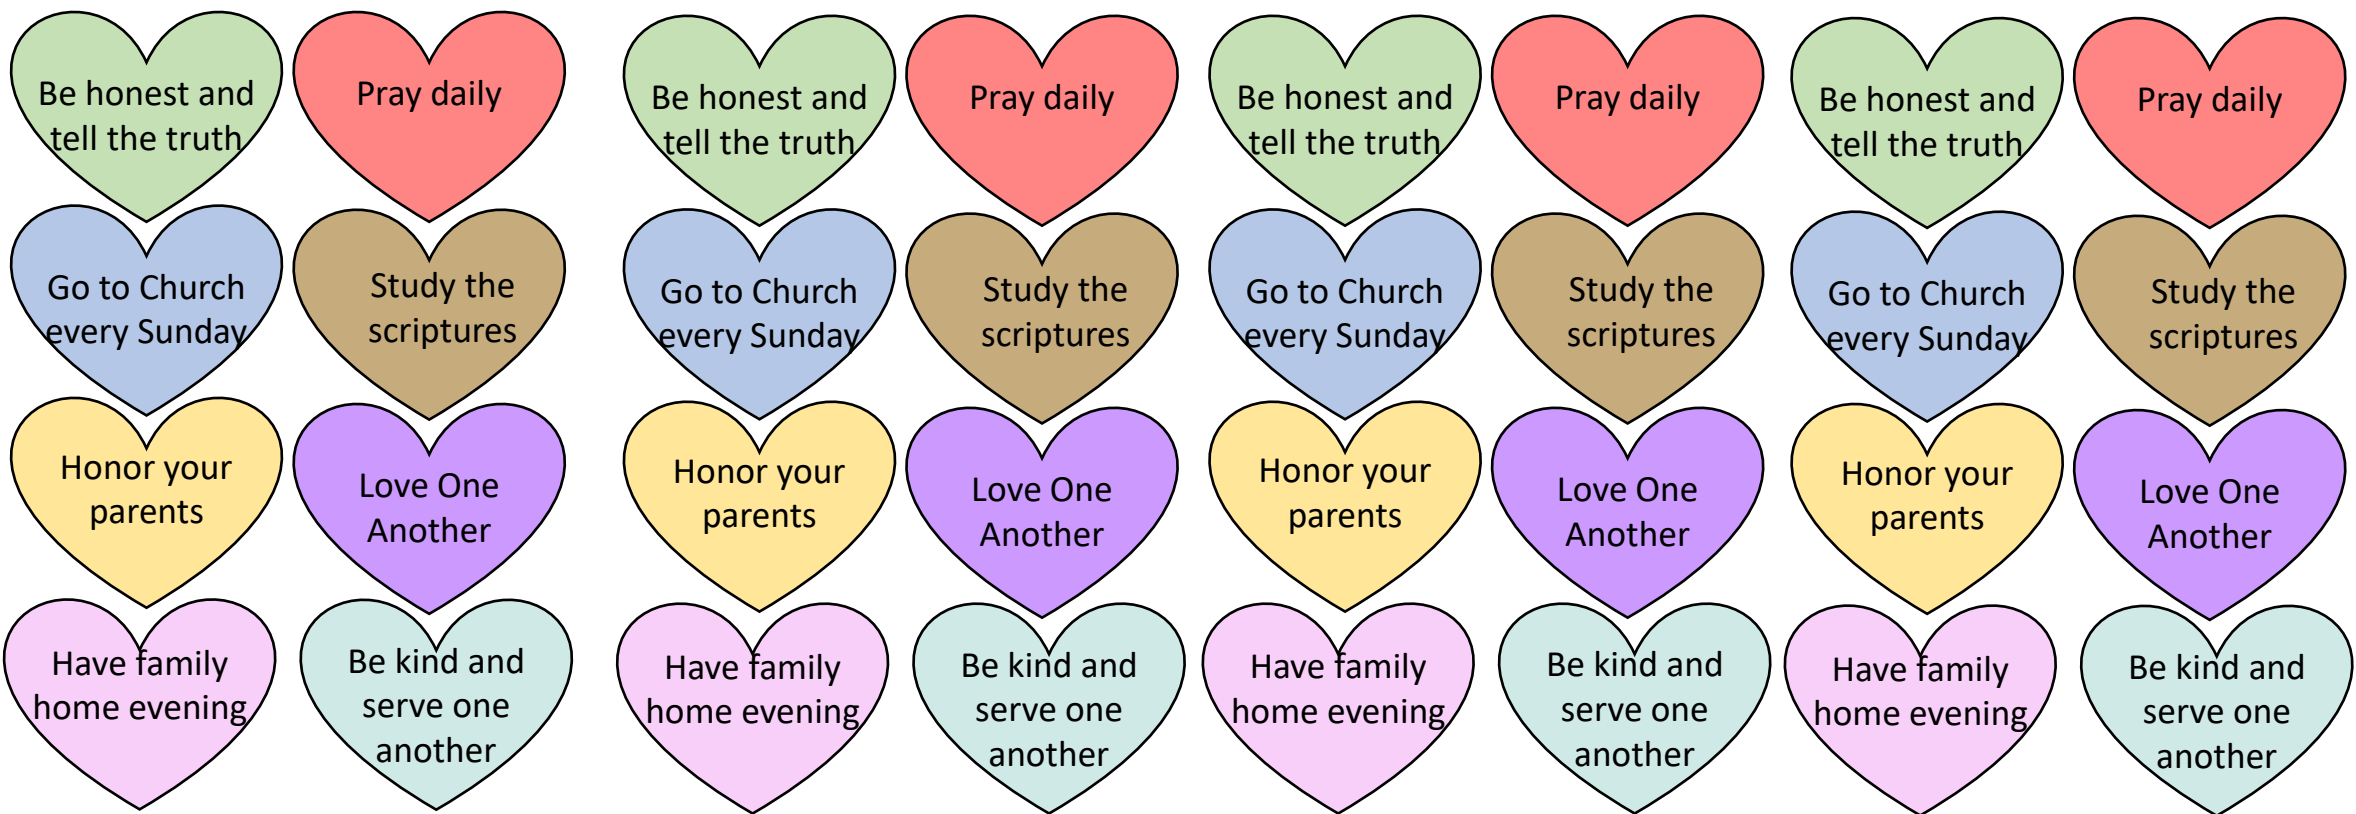 Be honest and
tell the truth
Pray daily
Be honest and
tell the truth
Pray daily
Be honest and
tell the truth
Pray daily
Be honest and
tell the truth
Pray daily
Go to Church
every Sunday
Study the
scriptures
Go to Church
every Sunday
Study the
scriptures
Go to Church
every Sunday
Study the
scriptures
Go to Church
every Sunday
Study the
scriptures
Honor your
parents
Love One
Another
Honor your
parents
Love One
Another
Honor your
parents
Love One
Another
Honor your
parents
Love One
Another
Have family
home evening
Be kind and
serve one
another
Have family
home evening
Be kind and
serve one
another
Have family
home evening
Be kind and
serve one
another
Have family
home evening
Be kind and
serve one
another